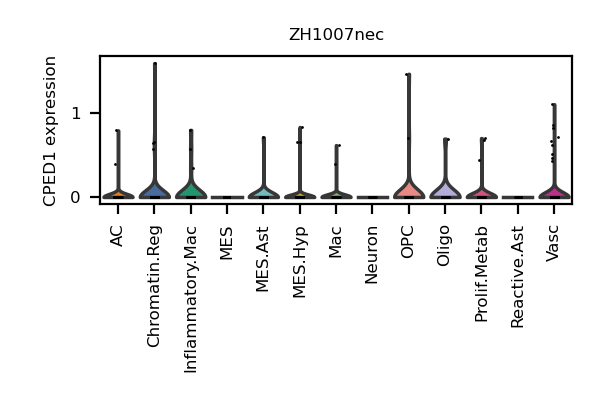 ZH1007nec
CPED1 expression
1
0
AC
Chromatin.Reg
Inflammatory.Mac
MES
MES.Ast
MES.Hyp
Mac
Neuron
OPC
Oligo
Prolif.Metab
Reactive.Ast
Vasc